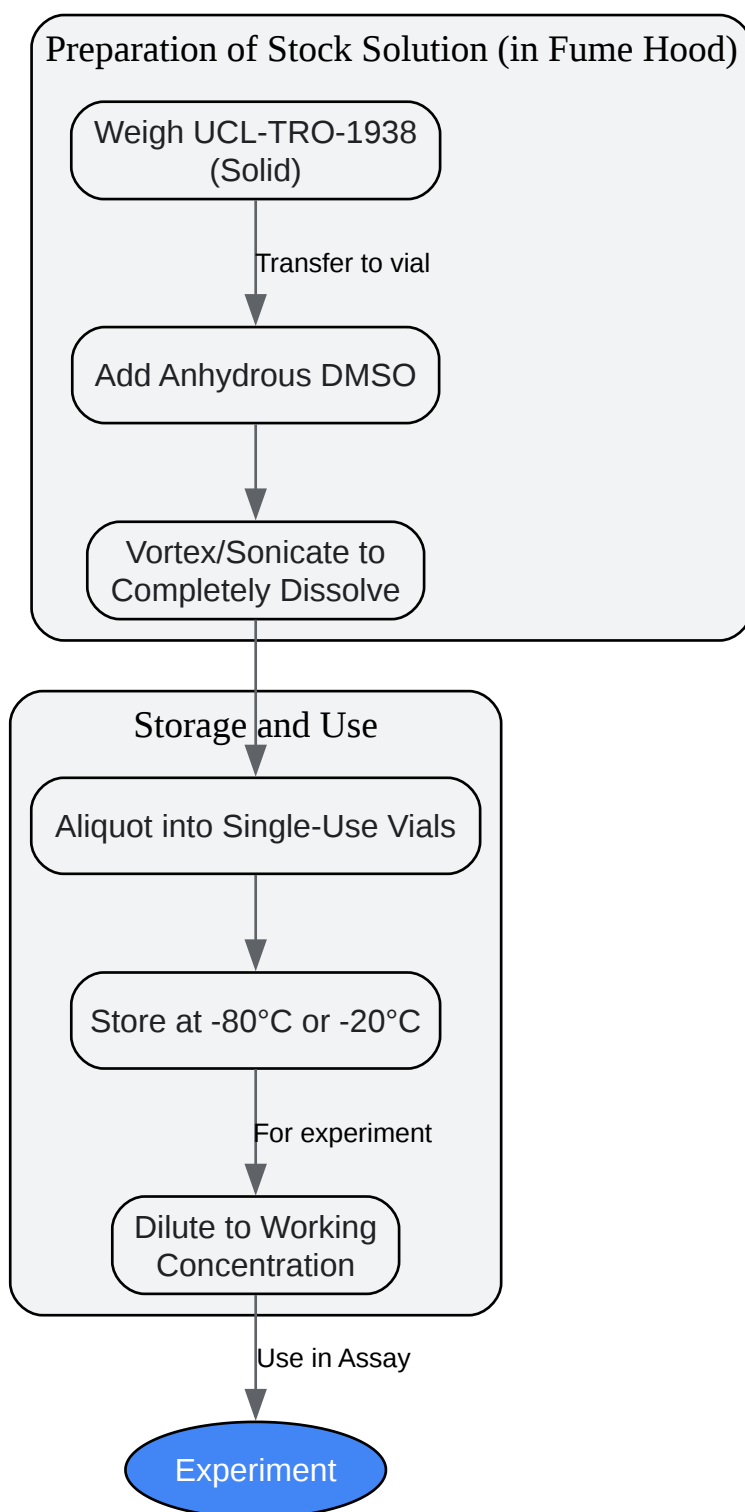 Preparation of Stock Solution (in Fume Hood)
Weigh UCL-TRO-1938
(Solid)
Transfer to vial
Add Anhydrous DMSO
Vortex/Sonicate to
Completely Dissolve
Storage and Use
Aliquot into Single-Use Vials
Store at -80°C or -20°C
For experiment
Dilute to Working
Concentration
Use in Assay
Experiment